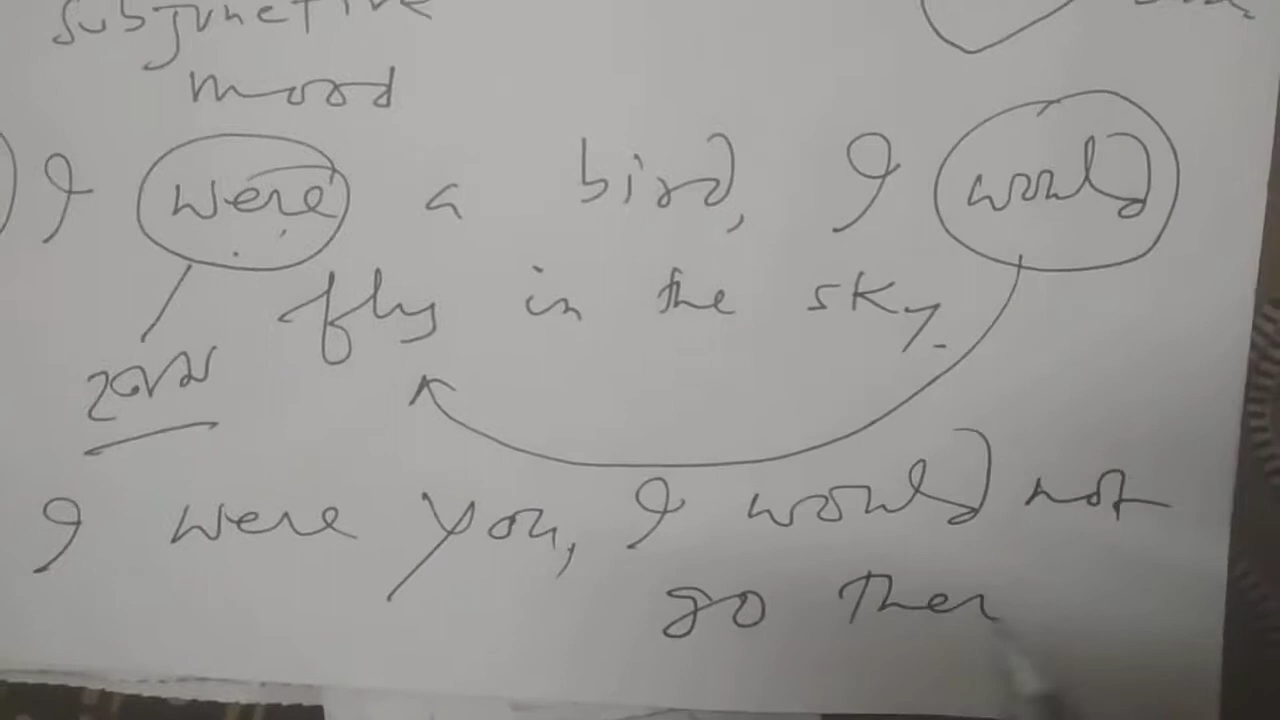 subjunctive
mood
I were a bird, I would
fly in the sky.
I were you, I would not
go ther